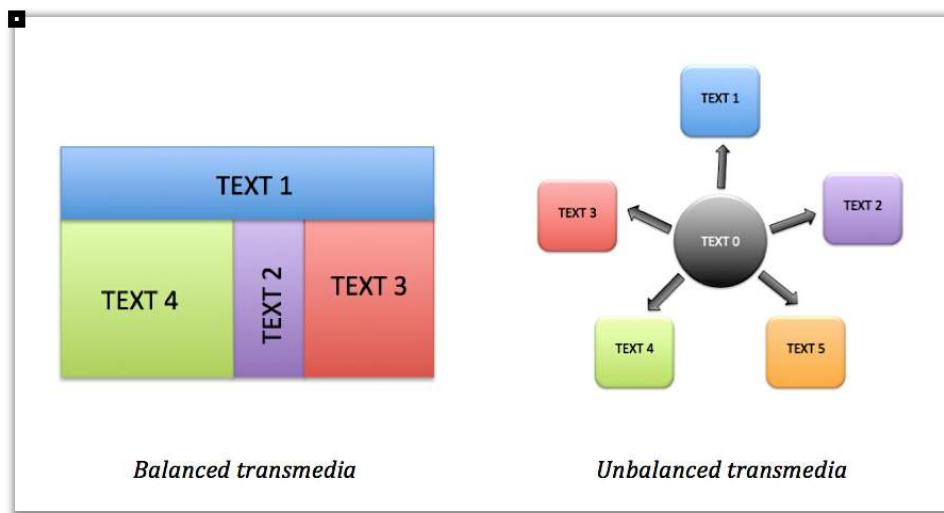 TEXT 1
TEXT 4
TEXT 2
TEXT 3
Balanced transmedia
TEXT 1
TEXT 3
TEXT 2
TEXT 0
TEXT 4
TEXT 5
Unbalanced transmedia